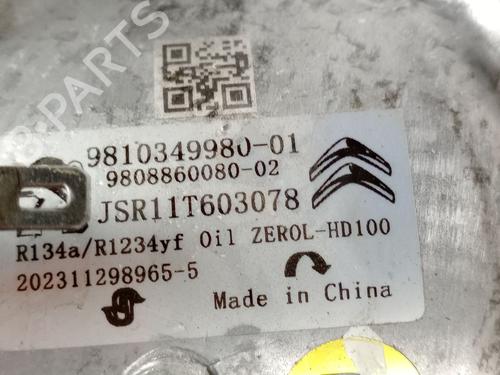 9810349980-01
9808860080-02
JSR11T603078
R134a/R1234yf Oil ZEROL-HD100
202311298965-5
Made in China